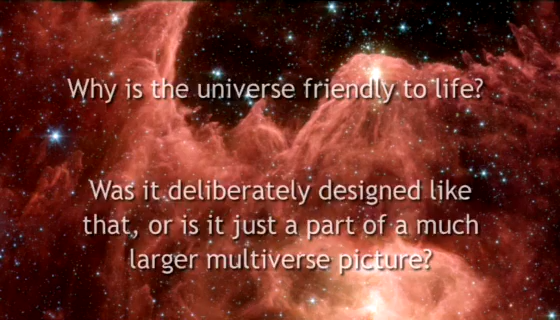 Why is the universe friendly to life?
Was it deliberately designed like
that, or is it just a part of a much
larger multiverse picture?